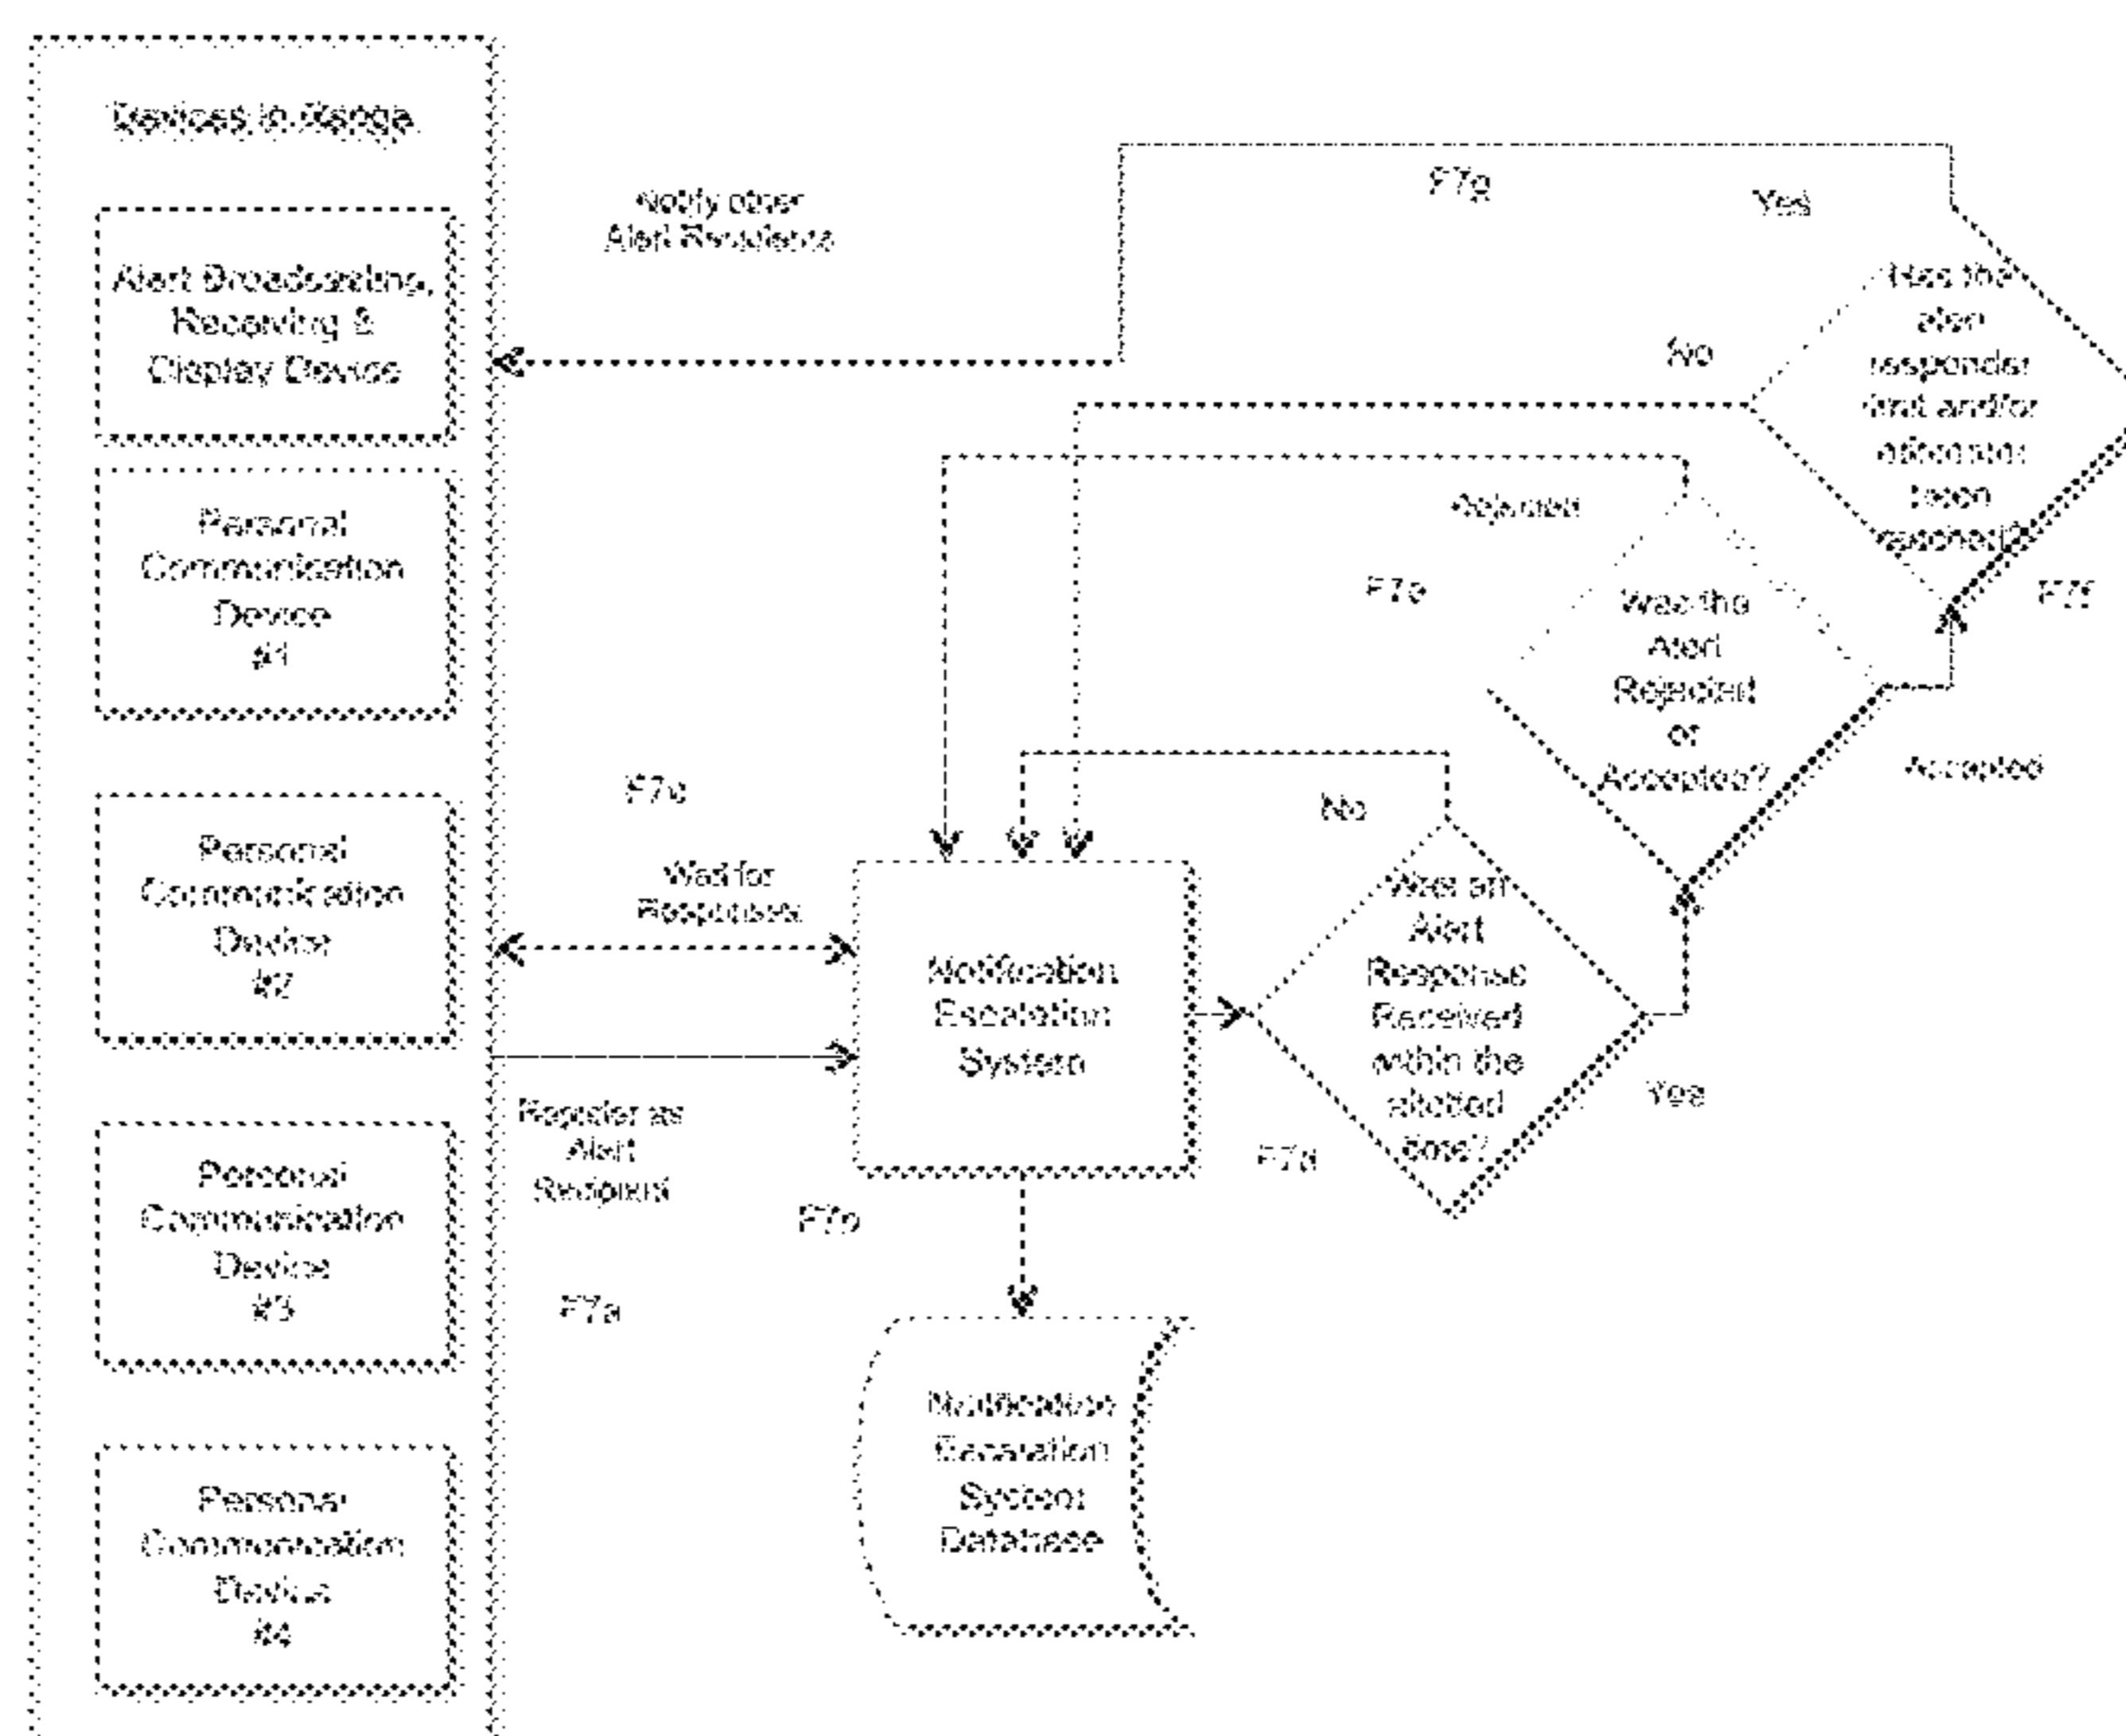 Devices In Range
Alert Broadcasting,
Receiving &
Display Device
Personal
Communication
Device
#1
Personal
Communication
Device
#2
Personal
Communication
Device
#3
Personal
Communication
Device
#4
Notify other
Alert Residents
F7g
Yes
Has the
alert
responder
limit and/or
been
reached?
No
F7f
Rejected
F7e
Was the
Alert
Rejected
or
Accepted?
Accepted
F7c
Wait for
Responses
No
Notification
Escalation
System
Was an
Alert
Response
Received
within the
allotted
time?
Yes
F7d
Register as
Alert
Recipient
F7b
F7a
Notification
Escalation
System
Database